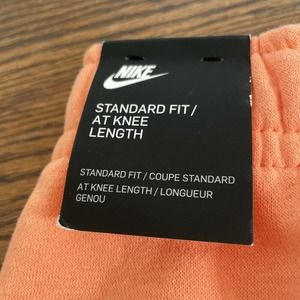 NIKE
STANDARD FIT /
AT KNEE
LENGTH
STANDARD FIT / COUPE STANDARD
AT KNEE LENGTH / LONGUEUR
GENOU